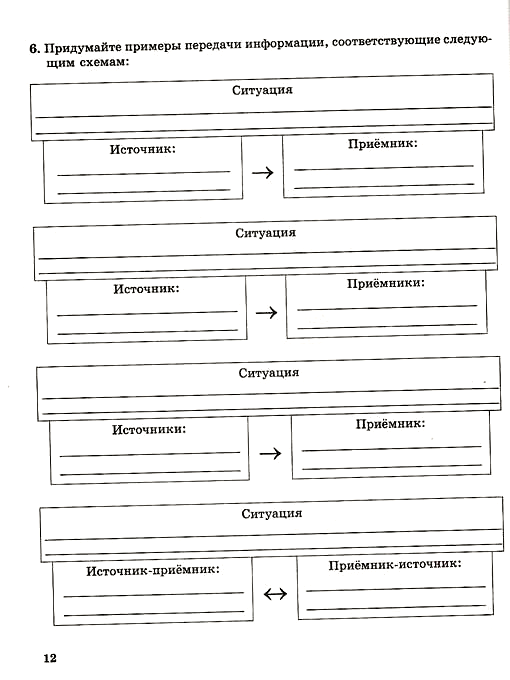 6. Придумайте примеры передачи информации, соответствующие следую-
щим схемам:
Ситуация
Источник:
Приёмник:
Ситуация
Источник:
Приёмники:
Ситуация
Источники:
Приёмник:
Ситуация
Источник-приёмник:
Приёмник-источник:
12